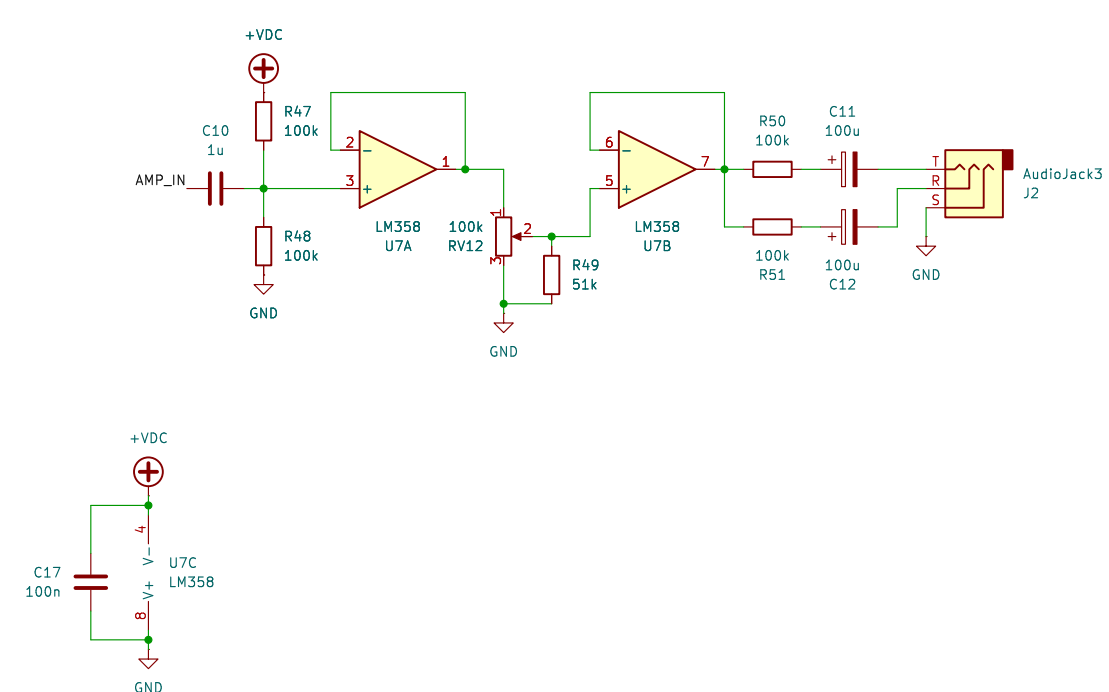 +VDC
R47
100k
C10
1u
AMP_IN
R48
100k
GND
2
3
−
+
1
LM358
U7A
100k
RV12
1
2
3
R49
51k
GND
6
5
−
+
7
LM358
U7B
R50
100k
C11
100u
+
100k
R51
+
100u
C12
T
R
S
AudioJack3
J2
GND
+VDC
4
V-
V+
8
U7C
LM358
C17
100n
GND